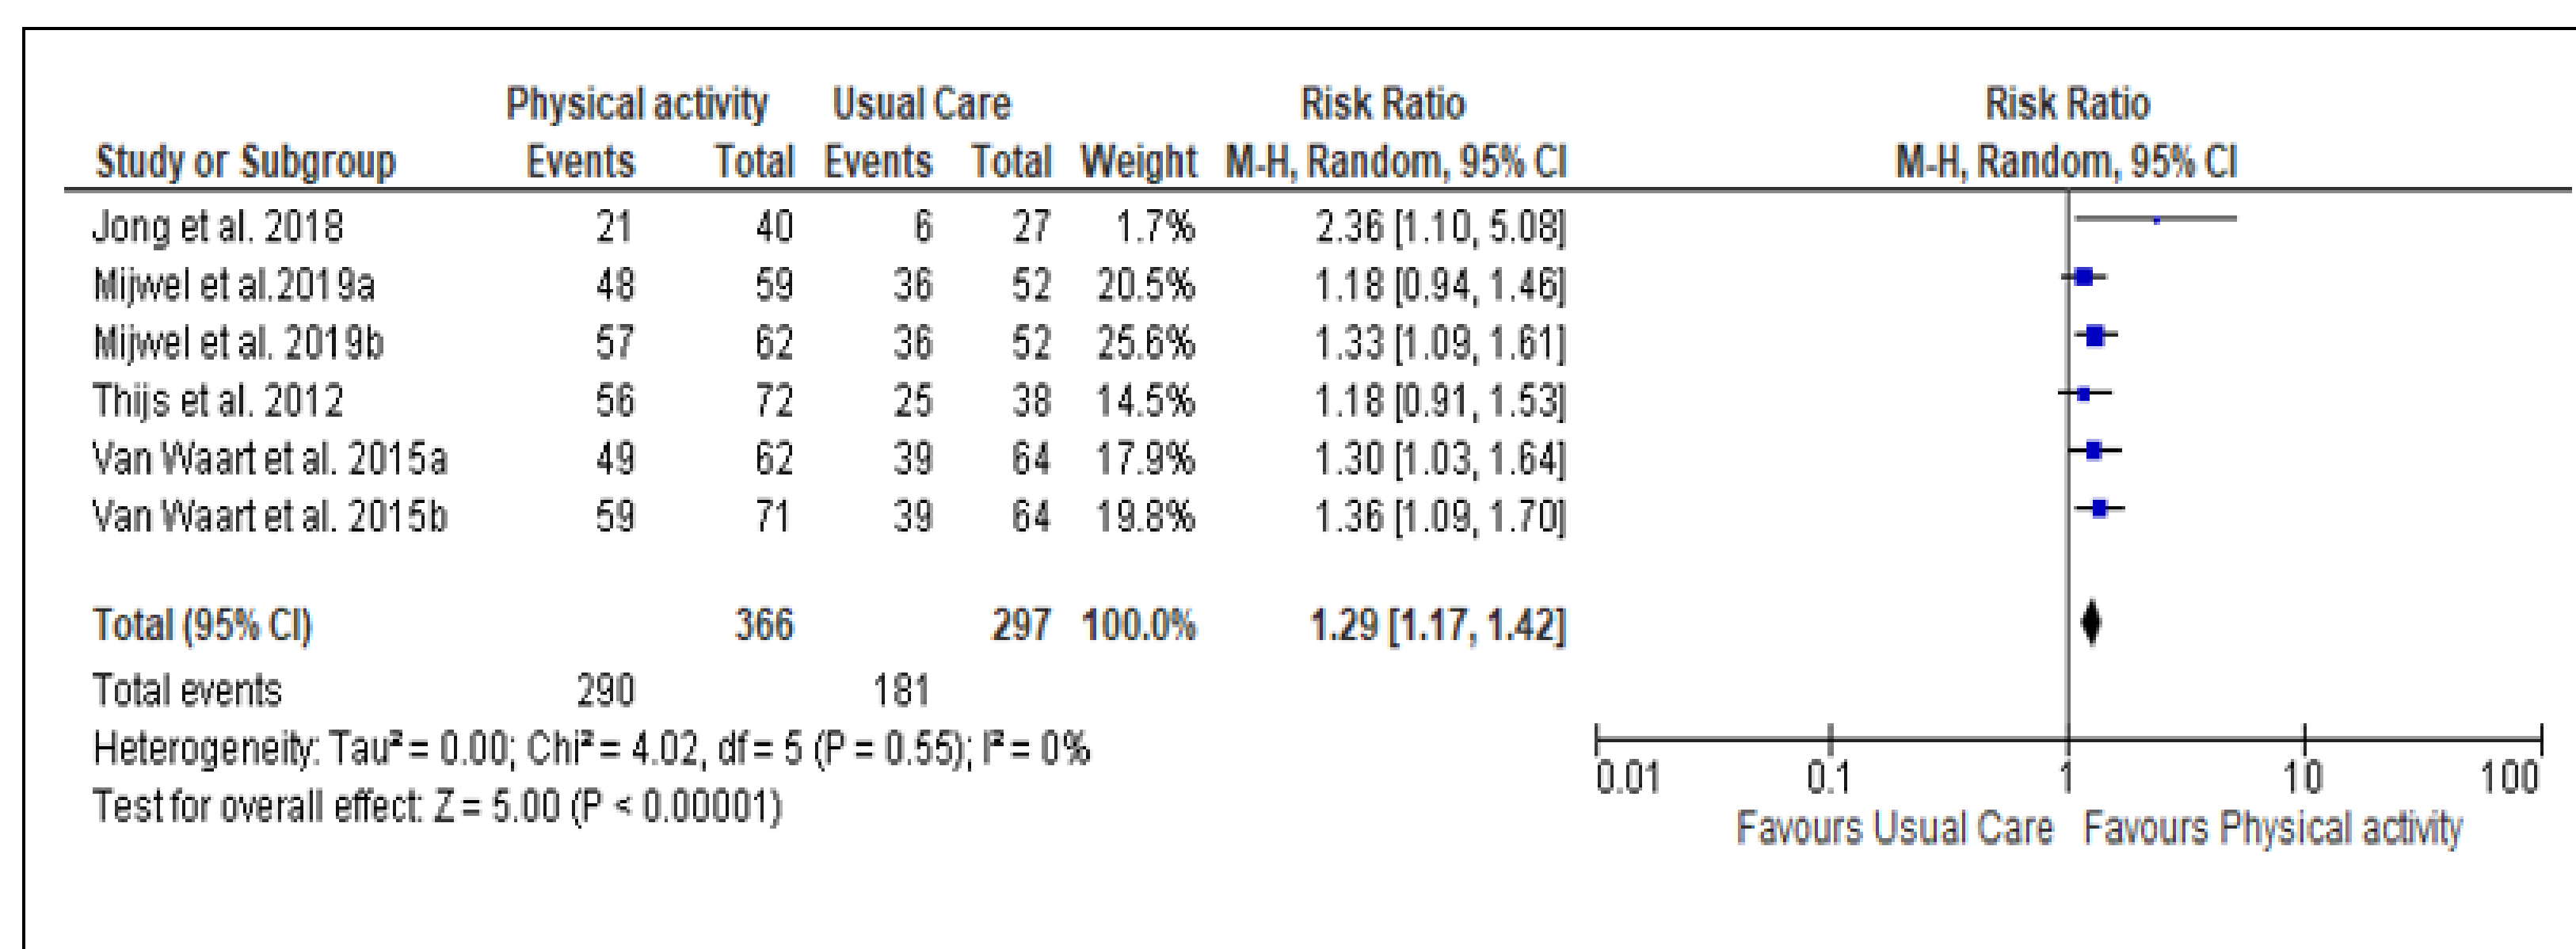 Physical activity Usual Care Risk Ratio Risk Ratio
Study or Subgroup Events Total Events Total Weight M-H, Random, 95% CI M-H, Random, 95% CI
Jong et al. 2018 21 40 6 27 1.7% 2.36 [1.10, 5.08]
Mijwel et al.2019a 48 59 36 52 20.5% 1.18 [0.94, 1.46]
Mijwel et al. 2019b 57 62 36 52 25.6% 1.33 [1.09, 1.61]
Thijs et al. 2012 56 72 25 38 14.5% 1.18 [0.91, 1.53]
Van Waart et al. 2015a 49 62 39 64 17.9% 1.30 [1.03, 1.64]
Van Waart et al. 2015b 59 71 39 64 19.8% 1.36 [1.09, 1.70]
Total (95% CI) 366 297 100.0% 1.29 [1.17, 1.42]
Total events 290 181
Heterogeneity: Tau² = 0.00; Chi² = 4.02, df = 5 (P = 0.55); I² = 0%
Test for overall effect: Z = 5.00 (P < 0.00001)
0.01 0.1 1 10 100
Favours Usual Care Favours Physical activity